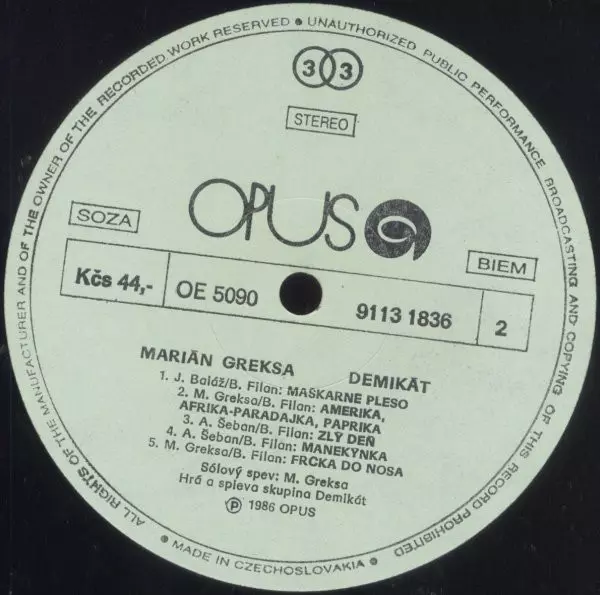 ALL RIGHTS OF THE MANUFACTURER AND OF THE OWNER OF THE RECORDED WORK RESERVED ● UNAUTHORIZED PUBLIC PERFORMANCE BROADCASTING AND COPYING OF THIS RECORD PROHIBITED
33
STEREO
OPUS
SOZA
BIEM
Kčs 44,-
OE 5090
9113 1836
2
MARIÁN GREKSA DEMIKÁT
1. J. Baláž/B. Filan: MAŠKARNÉ PLESO
2. M. Greksa/B. Filan: AMERIKA,
AFRIKA-PARADAJKA, PAPRIKA
3. A. Šeban/B. Filan: ZLÝ DEŇ
4. A. Šeban/B. Filan: MANEKÝNKA
5. M. Greksa/B. Filan: FRČKA DO NOSA
Sólový spev: M. Greksa
Hrá a spieva skupina Demikát
Ⓟ 1986 OPUS
● MADE IN CZECHOSLOVAKIA ●